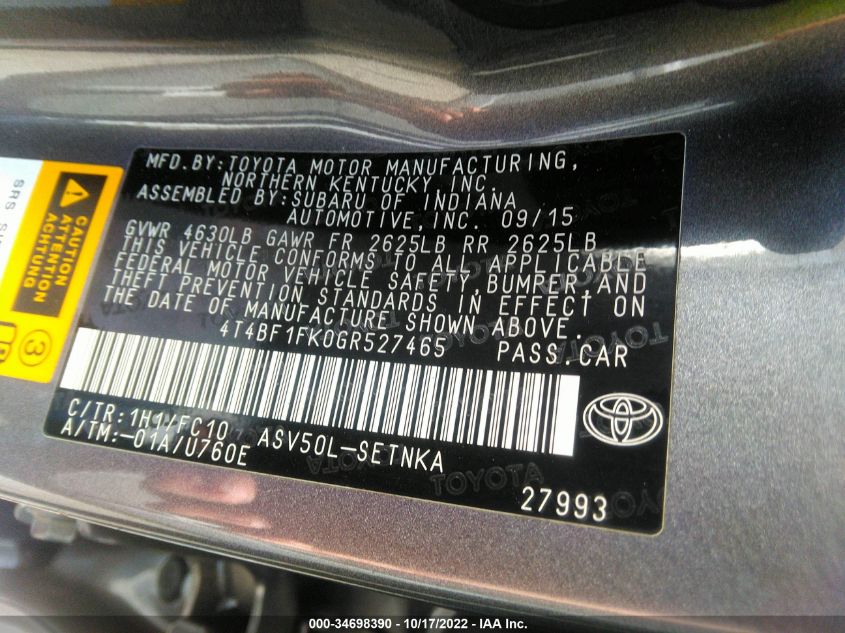 MFD.BY:TOYOTA MOTOR MANUFACTURING,
NORTHERN KENTUCKY, INC.
ASSEMBLED BY:SUBARU OF INDIANA
AUTOMOTIVE,INC. 09/15
GVWR 4630LB GAWR FR 2625LB RR 2625LB
THIS VEHICLE CONFORMS TO ALL APPLICABLE
FEDERAL MOTOR VEHICLE SAFETY,BUMPER,AND
THEFT PREVENTION STANDARDS IN EFFECT ON
THE DATE OF MANUFACTURE SHOWN ABOVE.
4T4BF1FK0GR527465 PASS.CAR
C/TR:1H1/FC10 ASV50L-SETNKA
A/TM:-01A/U760E
27993
TOYOTA
CAUTION
ATTENTION
ACHTUNG
3
SRS
000-34698390 - 10/17/2022 - IAA Inc.